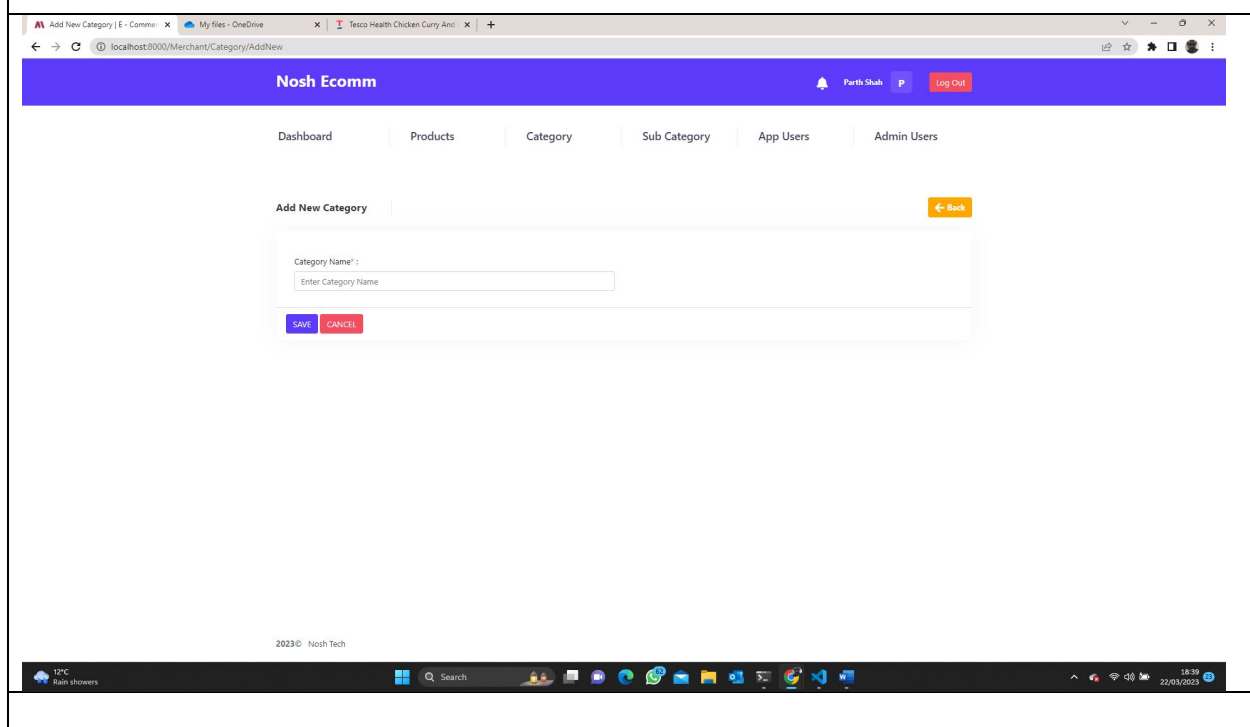 Add New Category | E - Comme
My files - OneDrive
Tesco Health Chicken Curry And
localhost:8000/Merchant/Category/AddNew
Nosh Ecomm
Parth Shah
P
Log Out
Dashboard
Products
Category
Sub Category
App Users
Admin Users
Add New Category
← Back
Category Name* :
Enter Category Name
SAVE
CANCEL
2023© Nosh Tech
12°C
Rain showers
Search
18:39
22/03/2023